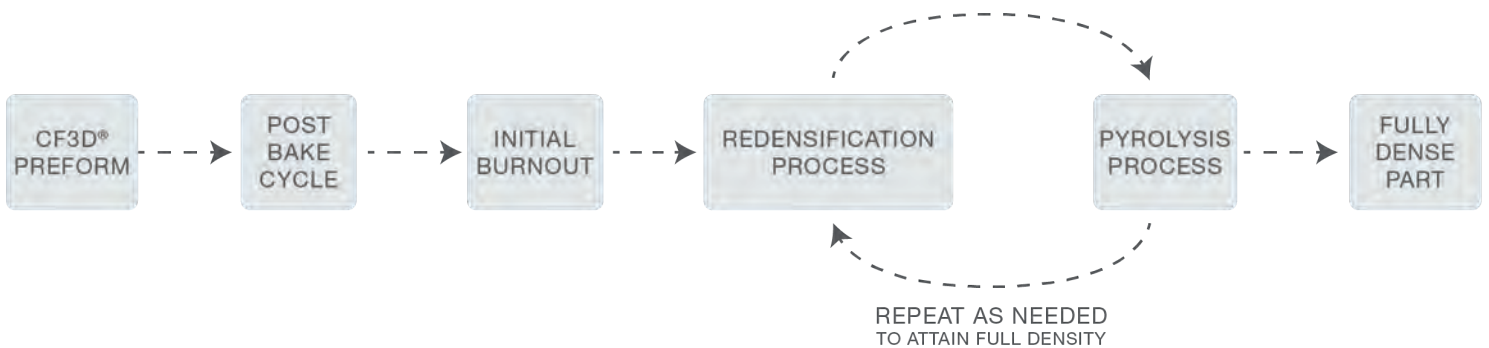 CF3D®
PREFORM
POST
BAKE
CYCLE
INITIAL
BURNOUT
REDENSIFICATION
PROCESS
PYROLYSIS
PROCESS
FULLY
DENSE
PART
REPEAT AS NEEDED
TO ATTAIN FULL DENSITY